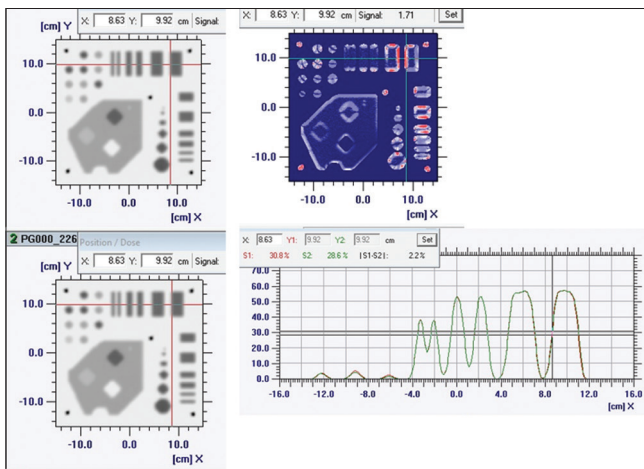 X: 8.63 Y: 9.92 cm Signal:
[cm] Y
10.0
0.0
-10.0
-10.0 0.0 10.0
[cm] X
X: 8.63 Y: 9.92 cm Signal: 1.71 Set
10.0
0.0
-10.0
-10.0 0.0 10.0
[cm] X
2 PG000_226
Position / Dose
X: 8.63 Y: 9.92 cm Signal:
[cm] Y
10.0
0.0
-10.0
-10.0 0.0 10.0
[cm] X
X: 8.63 Y1: 9.92 Y2: 9.92 cm Set
S1: 30.8 % S2: 28.6 % |S1-S2|: 2.2%
70.0
60.0
50.0
40.0
30.0
20.0
10.0
0.0
-16.0 -12.0 -8.0 -4.0 0.0 4.0 8.0 12.0 16.0
[cm] X